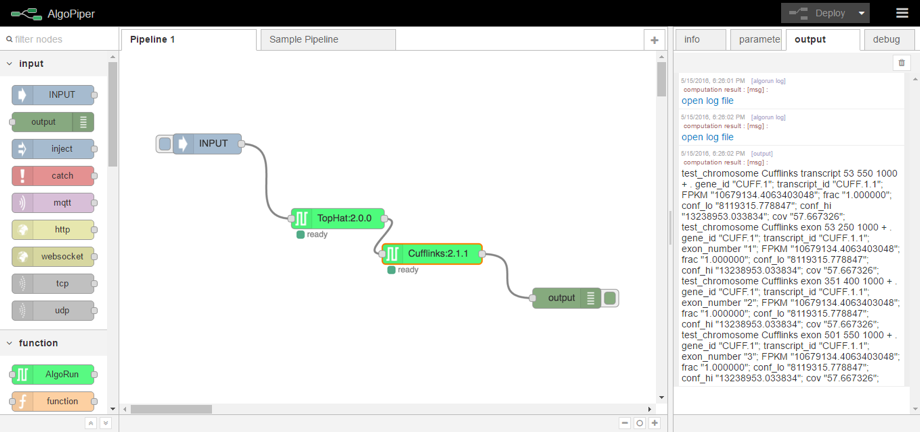 AlgoPiper
Deploy
filter nodes
input
INPUT
output
inject
catch
mqtt
http
websocket
tcp
udp
function
AlgoRun
function
Pipeline 1
Sample Pipeline
INPUT
TopHat:2.0.0
ready
Cufflinks:2.1.1
ready
output
info
paramete
output
debug
5/15/2016, 6:26:01 PM [algorun log]
computation result : [msg] :
open log file
5/15/2016, 6:26:02 PM [algorun log]
computation result : [msg] :
open log file
5/15/2016, 6:26:02 PM [output]
computation result : [msg] :
test_chromosome Cufflinks transcript 53 550 1000
+ . gene_id "CUFF.1"; transcript_id "CUFF.1.1";
FPKM "10679134.4063403048"; frac "1.000000";
conf_lo "8119315.778847"; conf_hi
"13238953.033834"; cov "57.667326";
test_chromosome Cufflinks exon 53 250 1000 + .
gene_id "CUFF.1"; transcript_id "CUFF.1.1";
exon_number "1"; FPKM "10679134.4063403048";
frac "1.000000"; conf_lo "8119315.778847";
conf_hi "13238953.033834"; cov "57.667326";
test_chromosome Cufflinks exon 351 400 1000 + .
gene_id "CUFF.1"; transcript_id "CUFF.1.1";
exon_number "2"; FPKM "10679134.4063403048";
frac "1.000000"; conf_lo "8119315.778847";
conf_hi "13238953.033834"; cov "57.667326";
test_chromosome Cufflinks exon 501 550 1000 + .
gene_id "CUFF.1"; transcript_id "CUFF.1.1";
exon_number "3"; FPKM "10679134.4063403048";
frac "1.000000"; conf_lo "8119315.778847";
conf_hi "13238953.033834"; cov "57.667326";